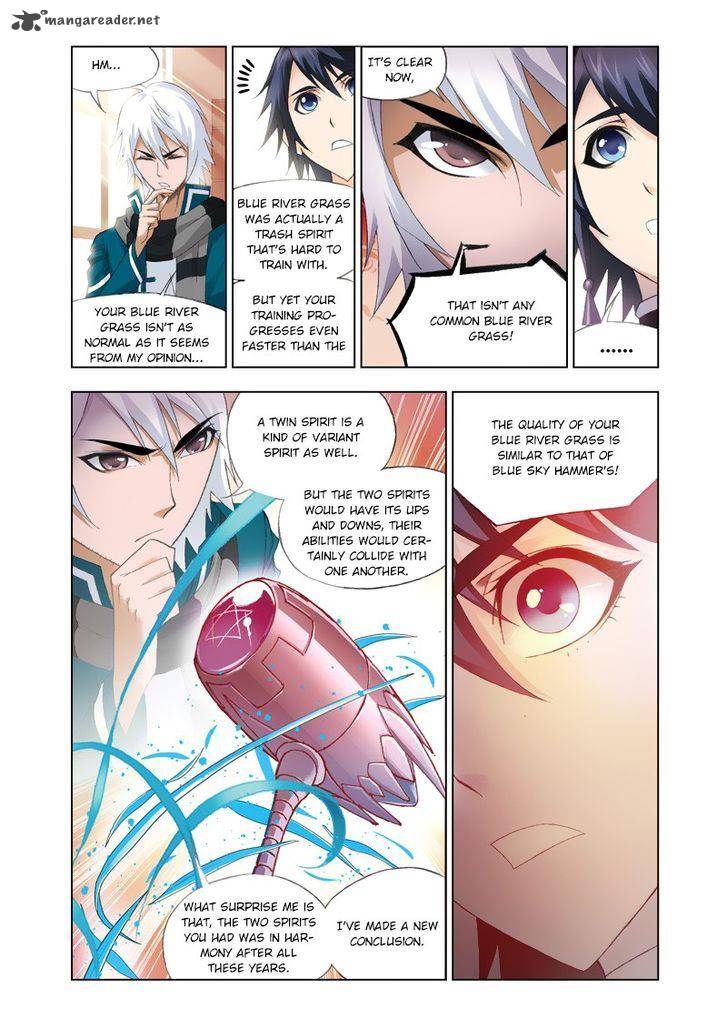 mangareader.net
HM...
YOUR BLUE RIVER
GRASS ISN'T AS
NORMAL AS IT SEEMS
FROM MY OPINION...
BLUE RIVER GRASS
WAS ACTUALLY A
TRASH SPIRIT
THAT'S HARD TO
TRAIN WITH.
BUT YET YOUR
TRAINING PRO-
GRESSES EVEN
FASTER THAN THE
IT'S CLEAR
NOW,
THAT ISN'T ANY
COMMON BLUE RIVER
GRASS!
......
A TWIN SPIRIT IS A
KIND OF VARIANT
SPIRIT AS WELL.
BUT THE TWO SPIRITS
WOULD HAVE ITS UPS
AND DOWNS, THEIR
ABILITIES WOULD CER-
TAINLY COLLIDE WITH
ONE ANOTHER.
WHAT SURPRISE ME IS
THAT, THE TWO SPIRITS
YOU HAD WAS IN HAR-
MONY AFTER ALL
THESE YEARS.
I'VE MADE A NEW
CONCLUSION.
THE QUALITY OF YOUR
BLUE RIVER GRASS IS
SIMILAR TO THAT OF
BLUE SKY HAMMER'S!